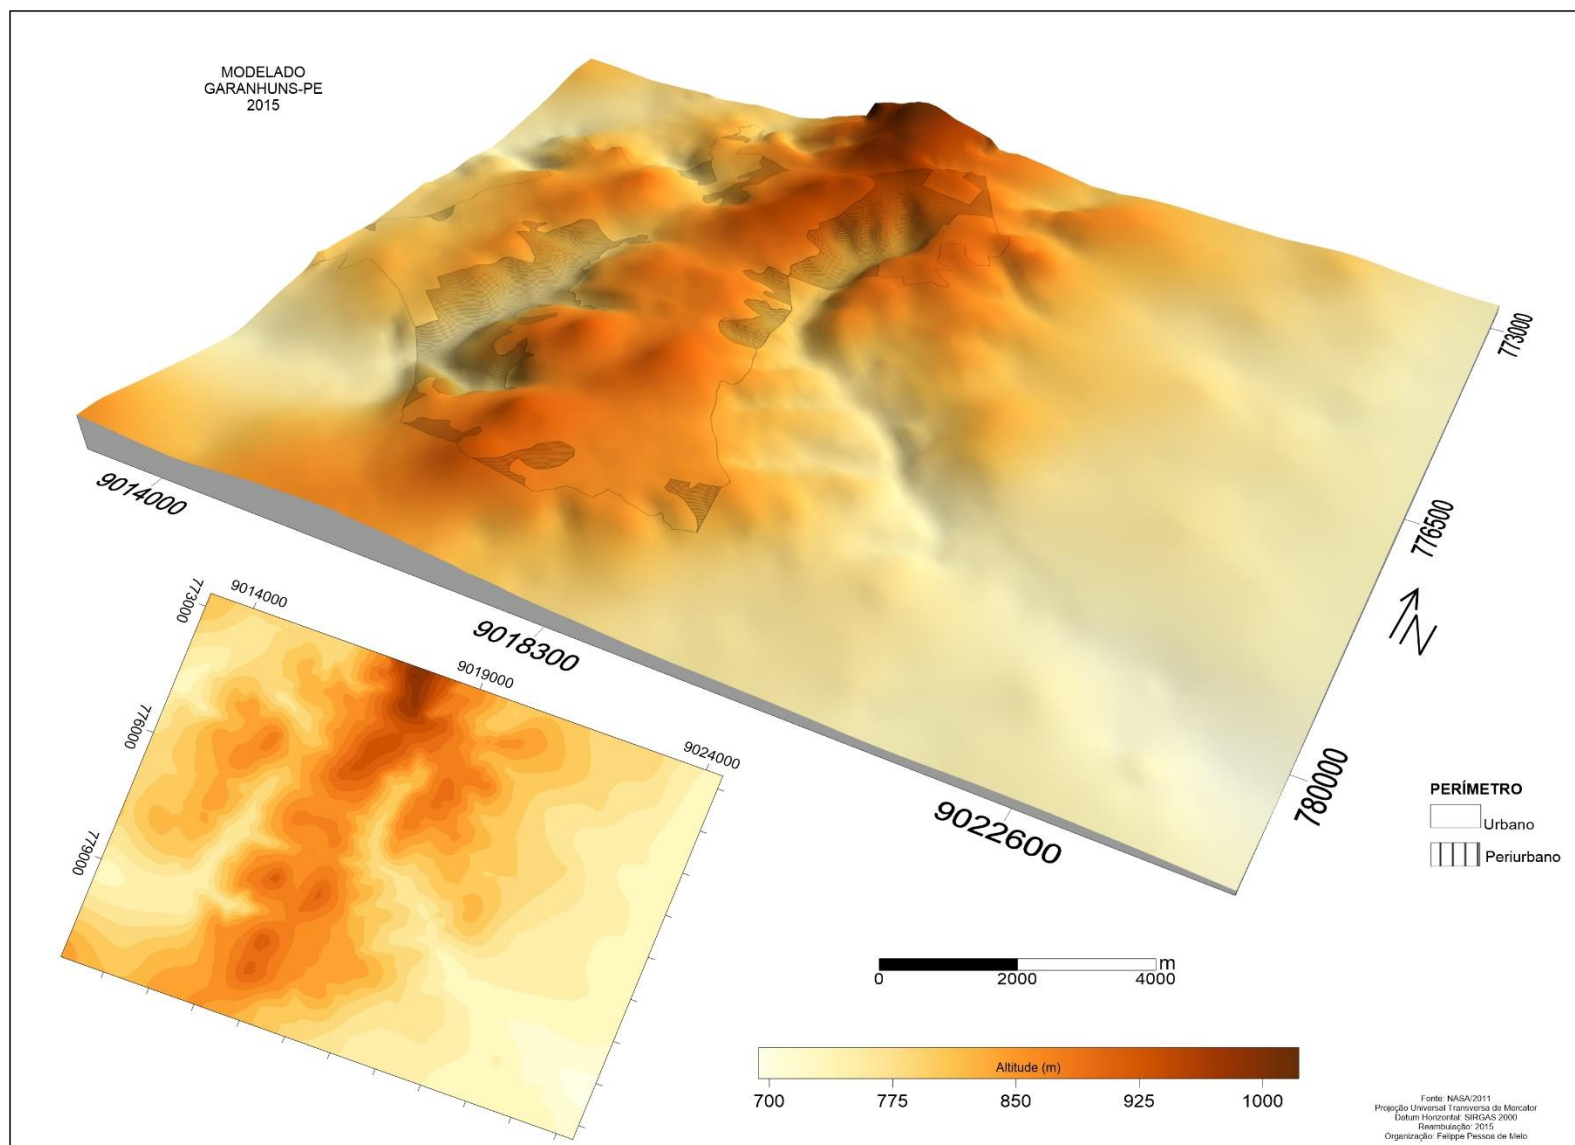 MODELADO
GARANHUNS-PE
2015
773000
9014000
776500
9018300
780000
9022600
773000
9014000
9019000
776000
9024000
779000
N
PERÍMETRO
Urbano
Periurbano
m
0 2000 4000
Altitude (m)
700 775 850 925 1000
Fonte: NASA/2011
Projeção Universal Transversa de Mercator
Datum Horizontal: SIRGAS 2000
Reambulação: 2015
Organização: Felippe Pessoa de Melo